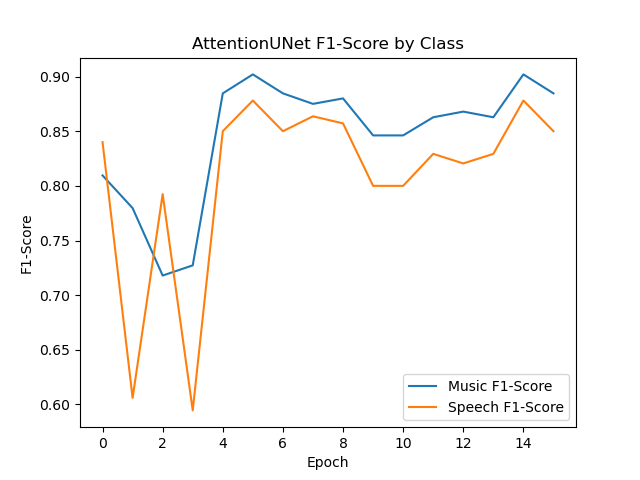 AttentionUNet F1-Score by Class
0.90
0.85
0.80
0.75
0.70
0.65
0.60
F1-Score
0 2 4 6 8 10 12 14
Epoch
Music F1-Score
Speech F1-Score